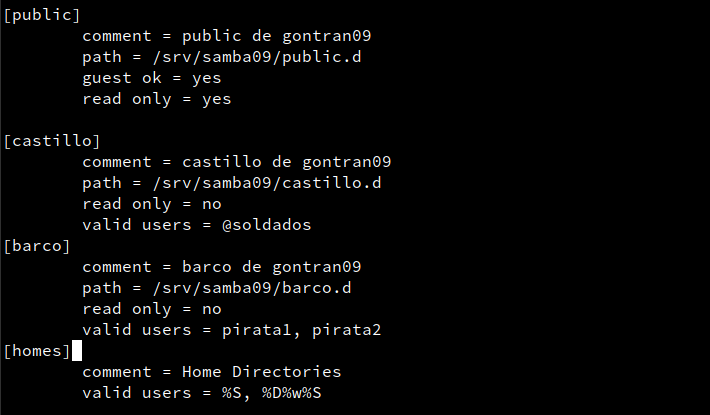 [public]
comment = public de gontran09
path = /srv/samba09/public.d
guest ok = yes
read only = yes
[castillo]
comment = castillo de gontran09
path = /srv/samba09/castillo.d
read only = no
valid users = @soldados
[barco]
comment = barco de gontran09
path = /srv/samba09/barco.d
read only = no
valid users = pirata1, pirata2
[homes]
comment = Home Directories
valid users = %S, %D%w%S